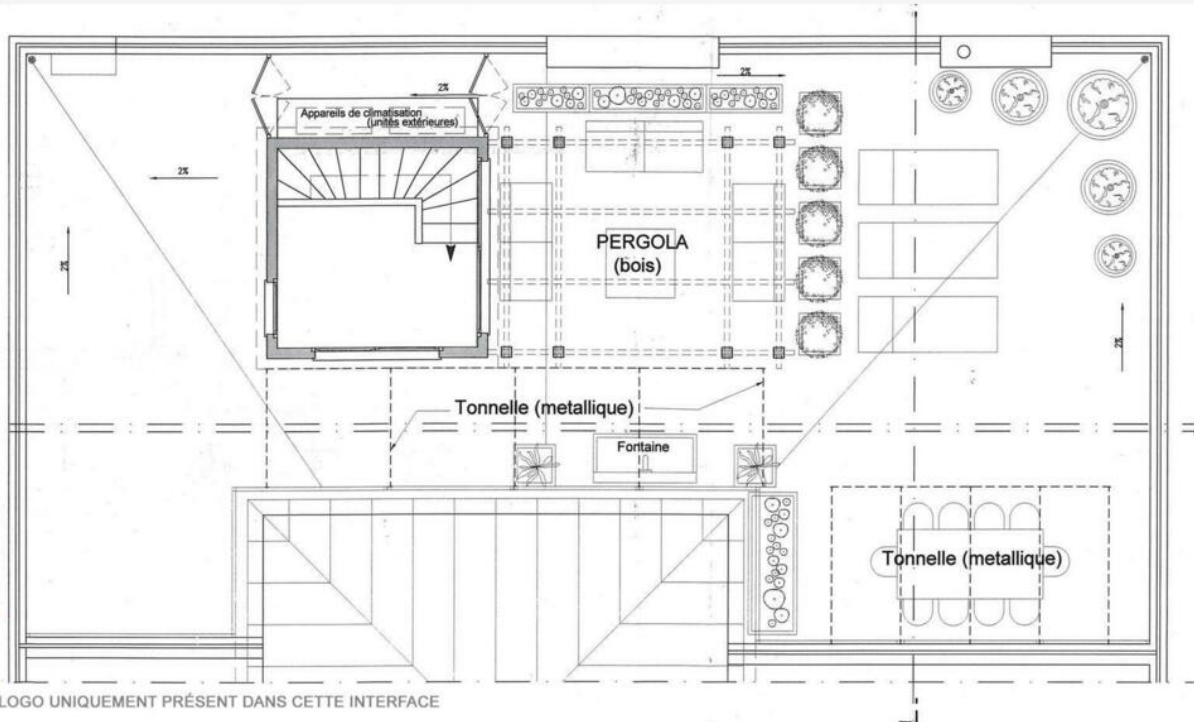 2%
2%
Appareils de climatisation
(unités extérieures)
2%
2%
PERGOLA
(bois)
2%
Tonnelle (metallique)
Fontaine
Tonnelle (metallique)
LOGO UNIQUEMENT PRÉSENT DANS CETTE INTERFACE